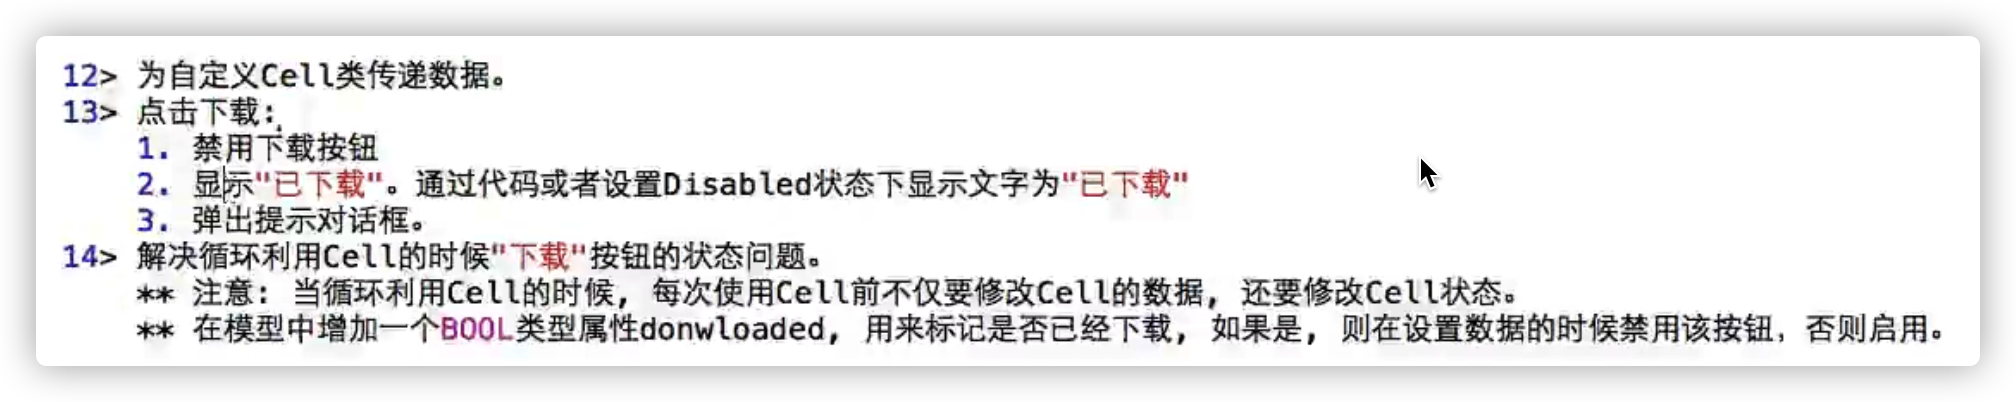 12> 为自定义Cell类传递数据。
13> 点击下载:
1. 禁用下载按钮
2. 显示"已下载"。通过代码或者设置Disabled状态下显示文字为"已下载"
3. 弹出提示对话框。
14> 解决循环利用Cell的时候"下载"按钮的状态问题。
** 注意: 当循环利用Cell的时候, 每次使用Cell前不仅要修改Cell的数据, 还要修改Cell状态。
** 在模型中增加一个BOOL类型属性donwloaded, 用来标记是否已经下载, 如果是, 则在设置数据的时候禁用该按钮, 否则启用。